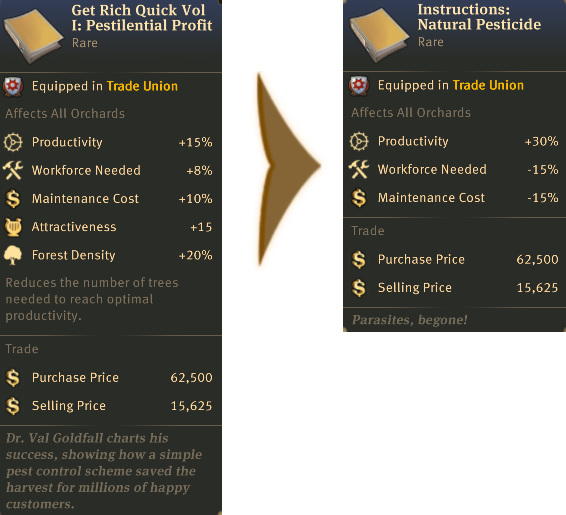 Get Rich Quick Vol
I: Pestilential Profit
Rare
Equipped in Trade Union
Affects All Orchards
Productivity +15%
Workforce Needed +8%
Maintenance Cost +10%
Attractiveness +15
Forest Density +20%
Reduces the number of trees
needed to reach optimal
productivity.
Trade
Purchase Price 62,500
Selling Price 15,625
Dr. Val Goldfall charts his
success, showing how a simple
pest control scheme saved the
harvest for millions of happy
customers.
Instructions:
Natural Pesticide
Rare
Equipped in Trade Union
Affects All Orchards
Productivity +30%
Workforce Needed -15%
Maintenance Cost -15%
Trade
Purchase Price 62,500
Selling Price 15,625
Parasites, begone!